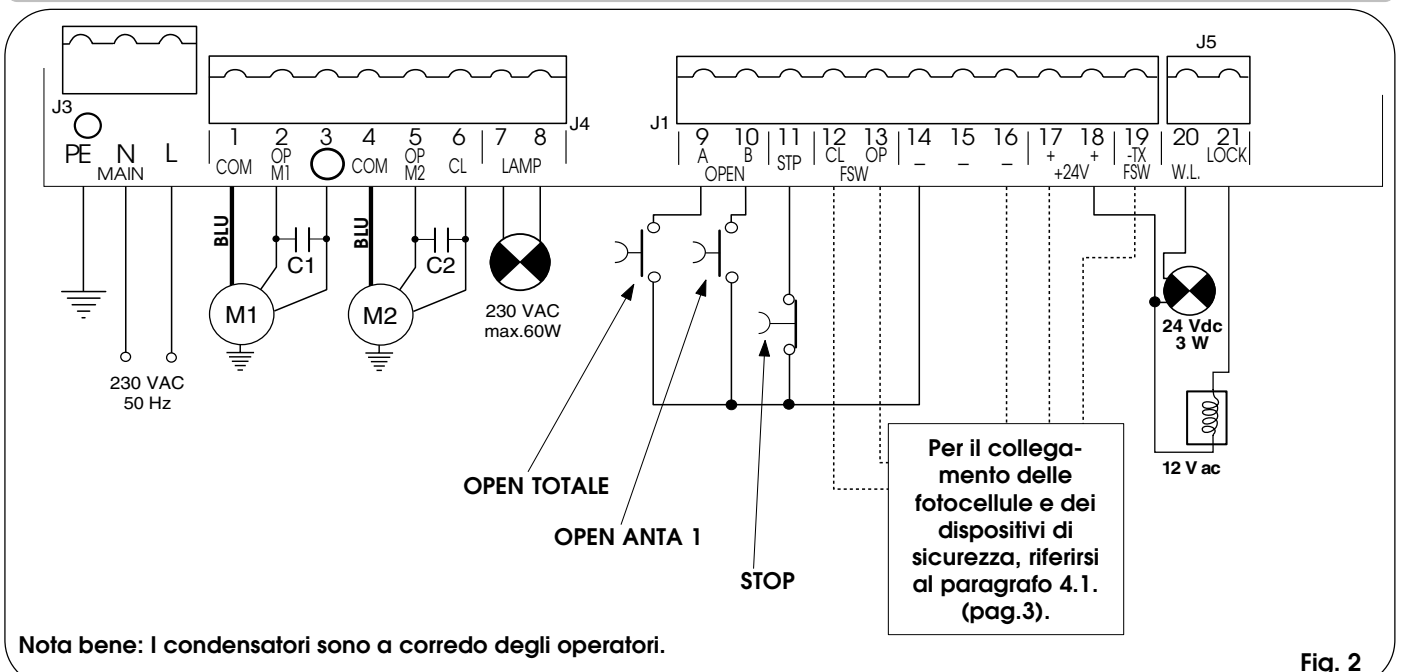 J5
J3
J4
J1
PE N L
MAIN
1 2 3 4 5 6 7 8
COM OP M1 COM OP M2 CL LAMP
9 10 11 12 13 14 15 16 17 18 19 20 21
A B STP CL OP _ _ _ + + -TX LOCK
OPEN FSW +24V FSW W.L.
BLU
BLU
C1
C2
M1
M2
230 VAC
max.60W
230 VAC
50 Hz
24 Vdc
3 W
12 V ac
OPEN TOTALE
OPEN ANTA 1
STOP
Per il collega-
mento delle
fotocellule e dei
dispositivi di
sicurezza, riferirsi
al paragrafo 4.1.
(pag.3).
Nota bene: I condensatori sono a corredo degli operatori.
Fig. 2